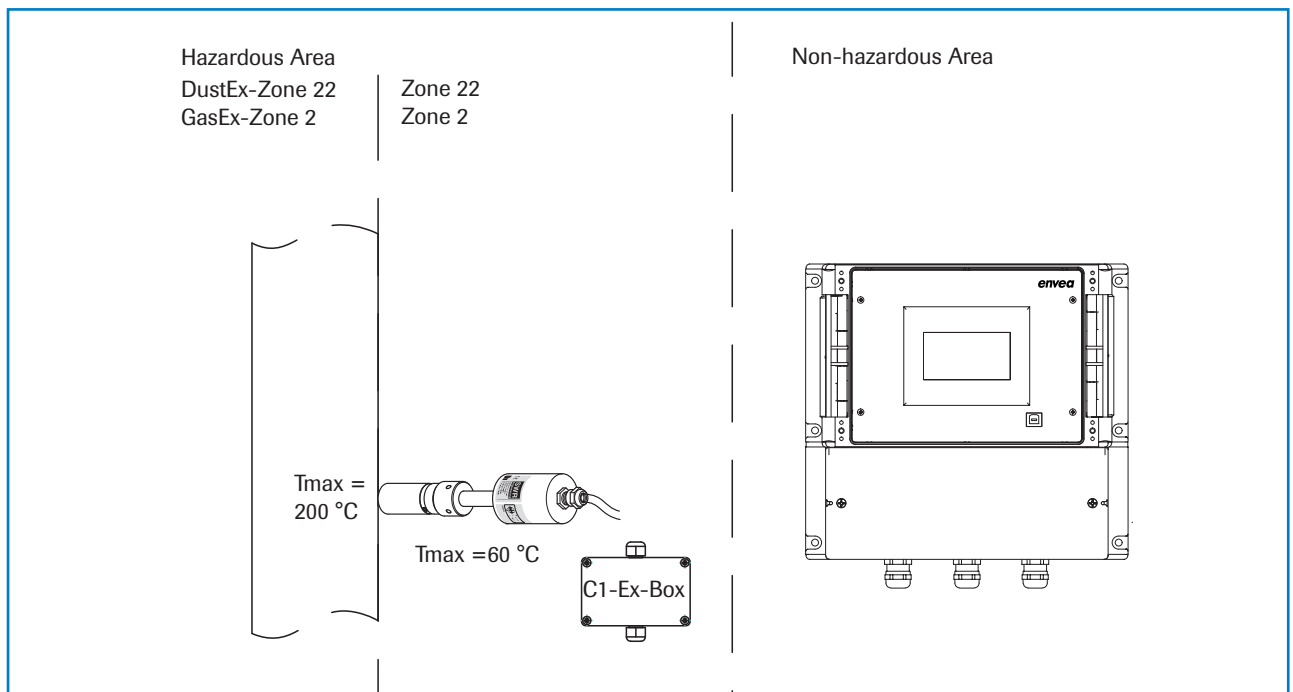 Hazardous Area
DustEx-Zone 22
GasEx-Zone 2
Zone 22
Zone 2
Non-hazardous Area
envea
Tmax =
200 °C
Tmax =60 °C
C1-Ex-Box